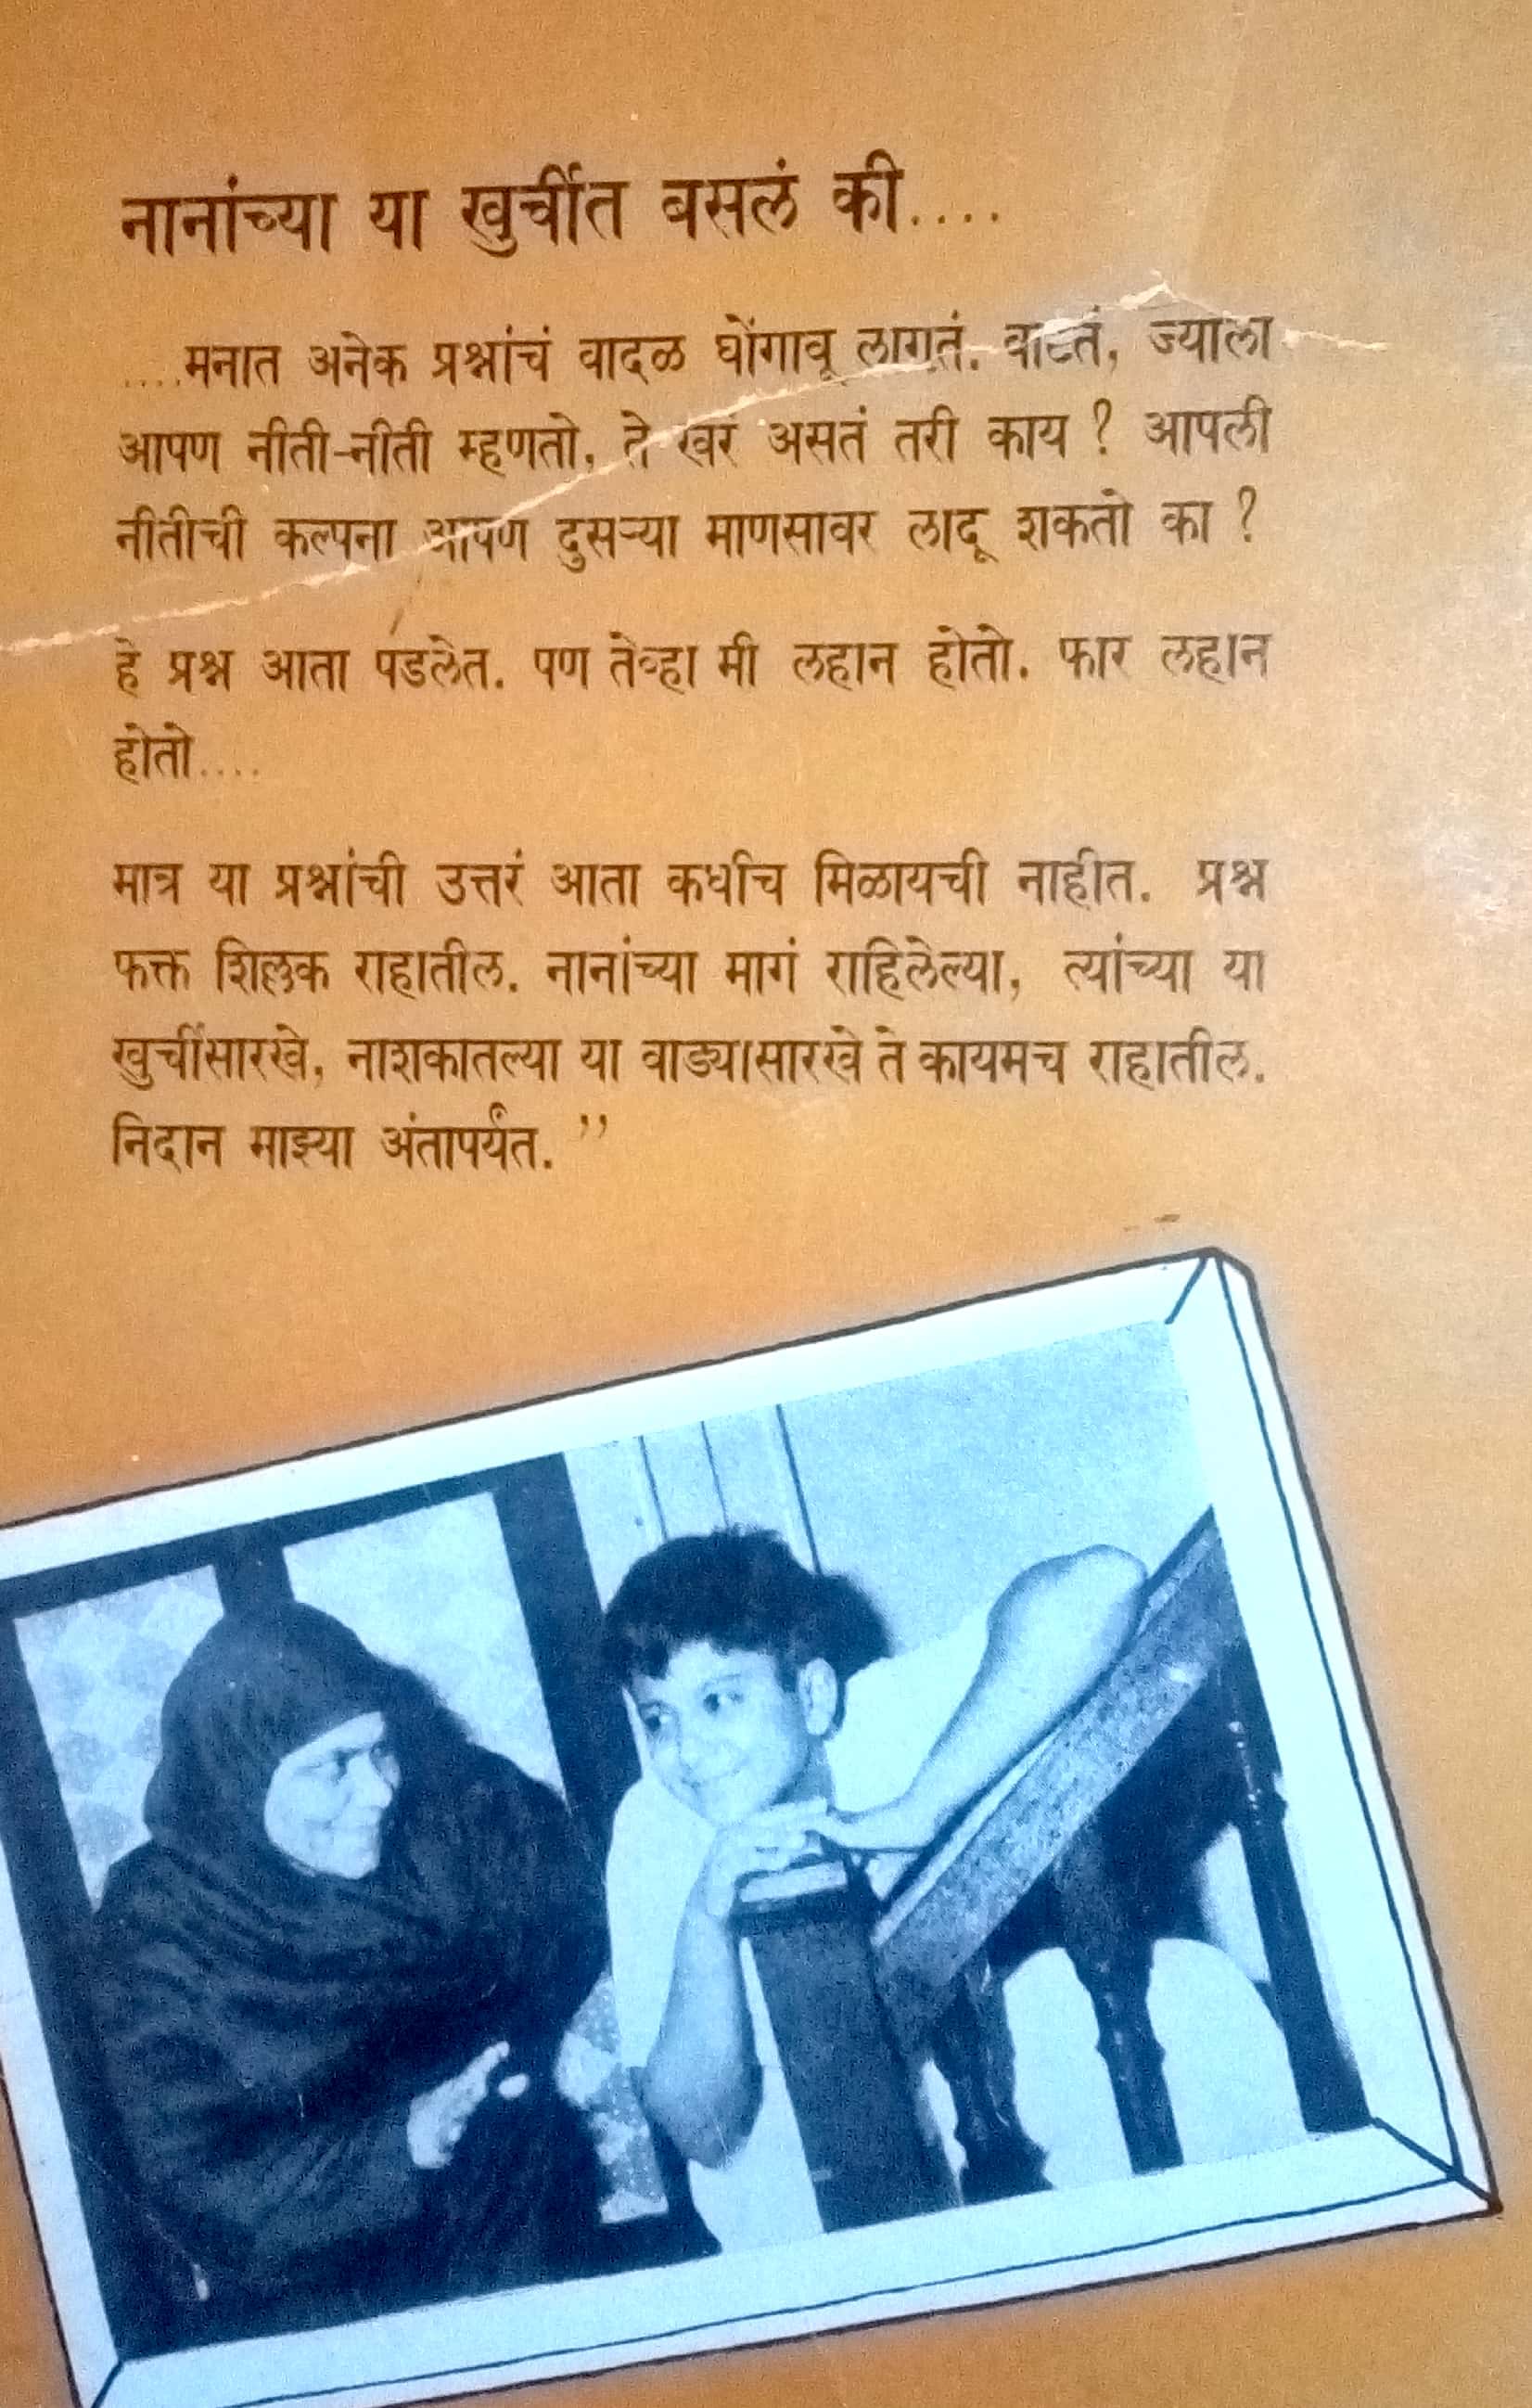 नानांच्या या खुर्चीत बसलं की....
....मनात अनेक प्रश्नांचं वादळ घोंगावू लागतं. वाटतं, ज्याला
आपण नीती-नीती म्हणतो, ते खरं असतं तरी काय ? आपली
नीतीची कल्पना आपण दुसऱ्या माणसावर लादू शकतो का ?
हे प्रश्न आता पडलेत. पण तेव्हा मी लहान होतो. फार लहान
होतो....
मात्र या प्रश्नांची उत्तरं आता कधीच मिळायची नाहीत. प्रश्न
फक्त शिल्लक राहातील. नानांच्या मागं राहिलेल्या, त्यांच्या या
खुर्चीसारखे, नाशकातल्या या वाड्यासारखे ते कायमच राहातील.
निदान माझ्या अंतापर्यंत. ”